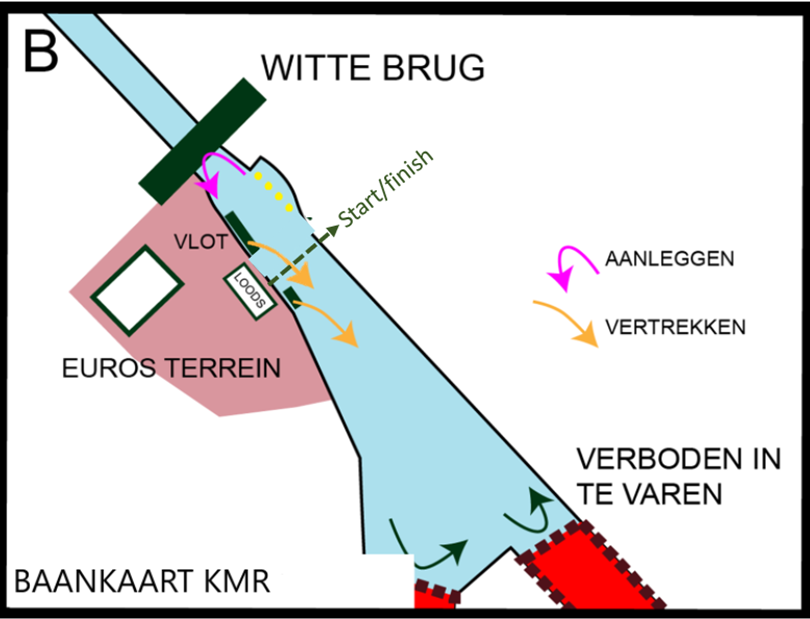 B
WITTE BRUG
Start/finish
VLOT
LOODS
EUROS TERREIN
AANLEGGEN
VERTREKKEN
VERBODEN IN
TE VAREN
BAANKAART KMR